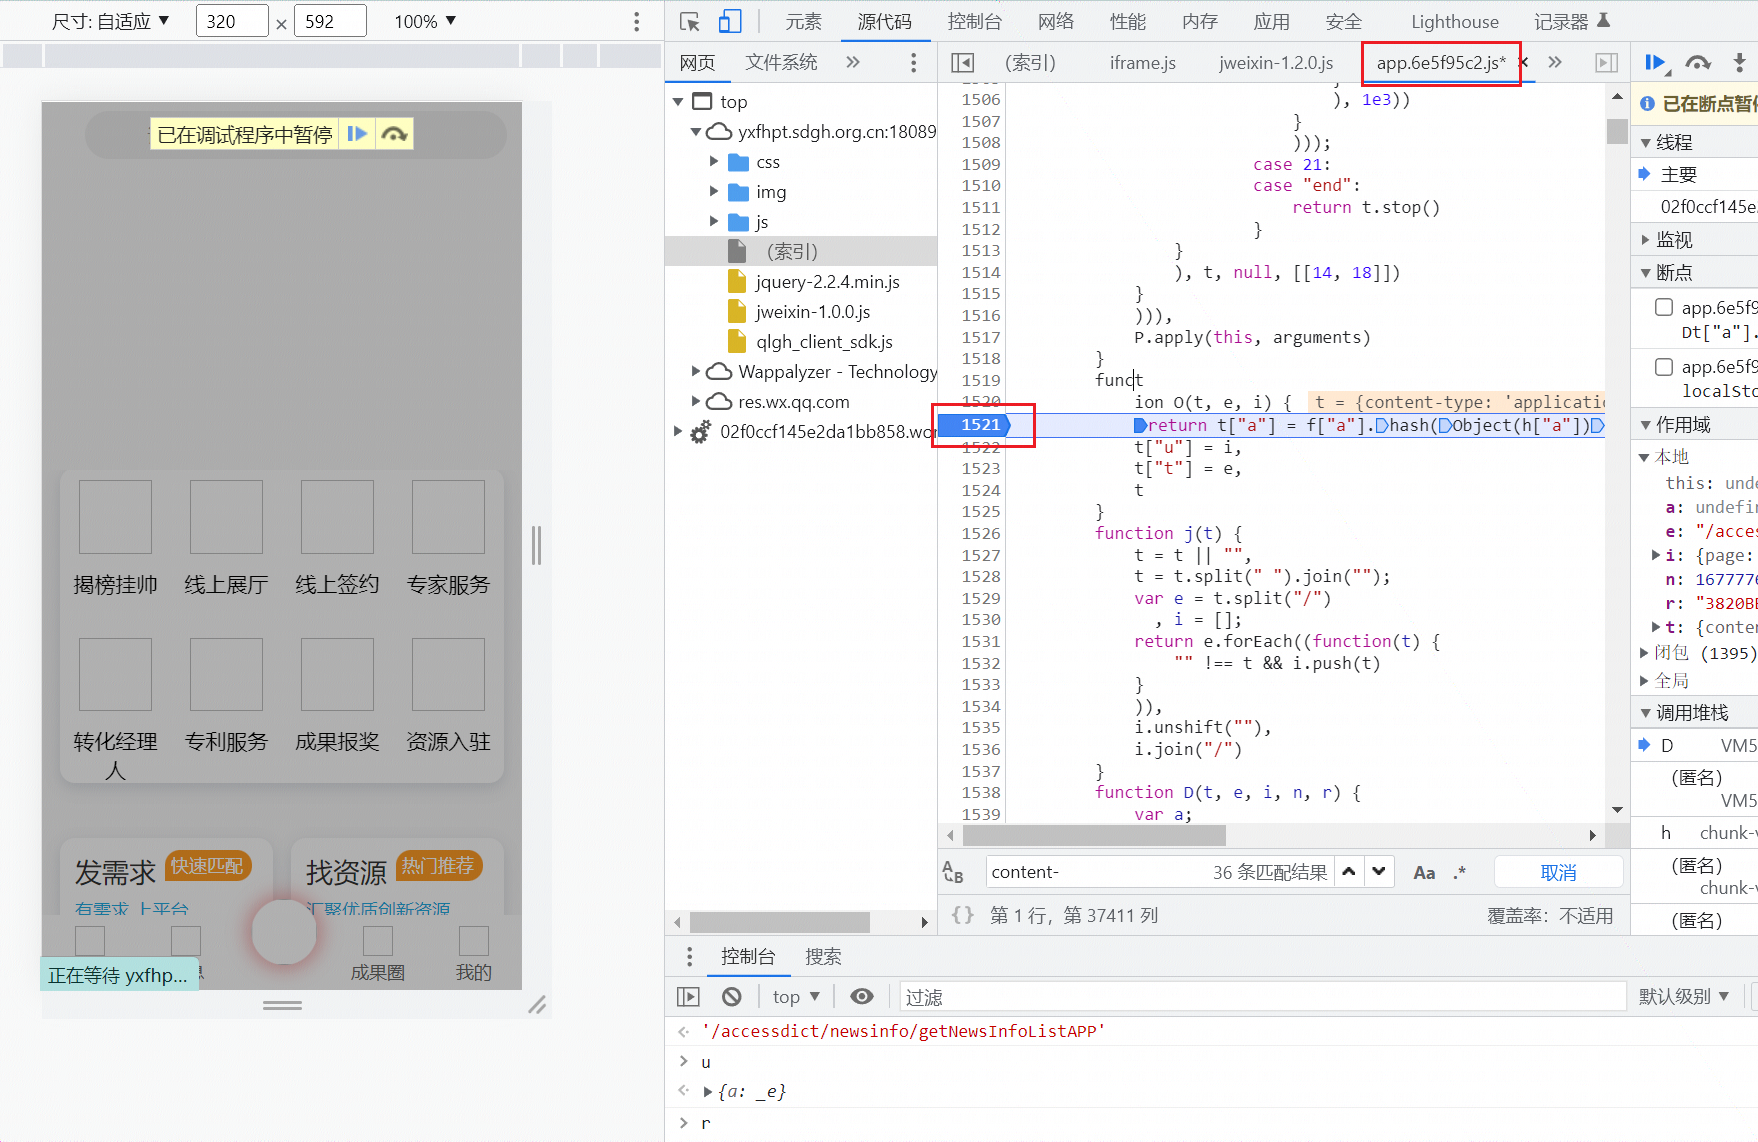 尺寸: 自适应 ▼ 320 × 592 100% ▼
已在调试程序中暂停
揭榜挂帅 线上展厅 线上签约 专家服务
转化经理人 专利服务 成果报奖 资源入驻
发需求 快速匹配 找资源 热门推荐
有需求 上平台 汇聚优质创新资源
成果圈 我的
正在等待 yxfhp...
元素 源代码 控制台 网络 性能 内存 应用 安全 Lighthouse 记录器
网页 文件系统 »
top
yxfhpt.sdgh.org.cn:18089
css
img
js
(索引)
jquery-2.2.4.min.js
jweixin-1.0.0.js
qlgh_client_sdk.js
Wappalyzer - Technology
res.wx.qq.com
02f0ccf145e2da1bb858.wor
(索引) iframe.js jweixin-1.2.0.js app.6e5f95c2.js* × »
1506 ), 1e3))
1507 }
1508 )));
1509 case 21:
1510 case "end":
1511 return t.stop()
1512 }
1513 }
1514 ), t, null, [[14, 18]])
1515 }
1516 ))),
1517 P.apply(this, arguments)
1518 }
1519 funct
1520 ion O(t, e, i) { t = {content-type: 'applicatio
1521 return t["a"] = f["a"].hash(Object(h["a"])
1522 t["u"] = i,
1523 t["t"] = e,
1524 t
1525 }
1526 function j(t) {
1527 t = t || "",
1528 t = t.split(" ").join("");
1529 var e = t.split("/")
1530 , i = [];
1531 return e.forEach((function(t) {
1532 "" !== t && i.push(t)
1533 }
1534 )),
1535 i.unshift(""),
1536 i.join("/")
1537 }
1538 function D(t, e, i, n, r) {
1539 var a;
content- 36 条匹配结果 Aa .* 取消
{} 第 1 行，第 37411 列 覆盖率：不适用
已在断点暂停
线程
主要
02f0ccf145e
监视
断点
app.6e5f9
Dt["a"].
app.6e5f9
localSto
作用域
本地
this: unde
a: undefin
e: "/acces
i: {page:
n: 1677776
r: "3820BE
t: {conten
闭包 (1395)
全局
调用堆栈
D VM5
(匿名)
VM5
h chunk-v
(匿名)
chunk-v
(匿名)
控制台 搜索
top ▼ 过滤 默认级别 ▼
'/accessdict/newsinfo/getNewsInfoListAPP'
u
{a: _e}
r